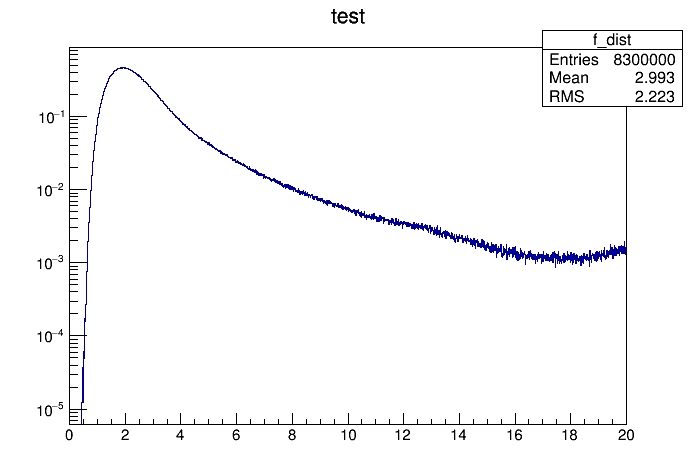 test
f_dist
Entries 8300000
Mean 2.993
RMS 2.223
10⁻¹
10⁻²
10⁻³
10⁻⁴
10⁻⁵
0 2 4 6 8 10 12 14 16 18 20